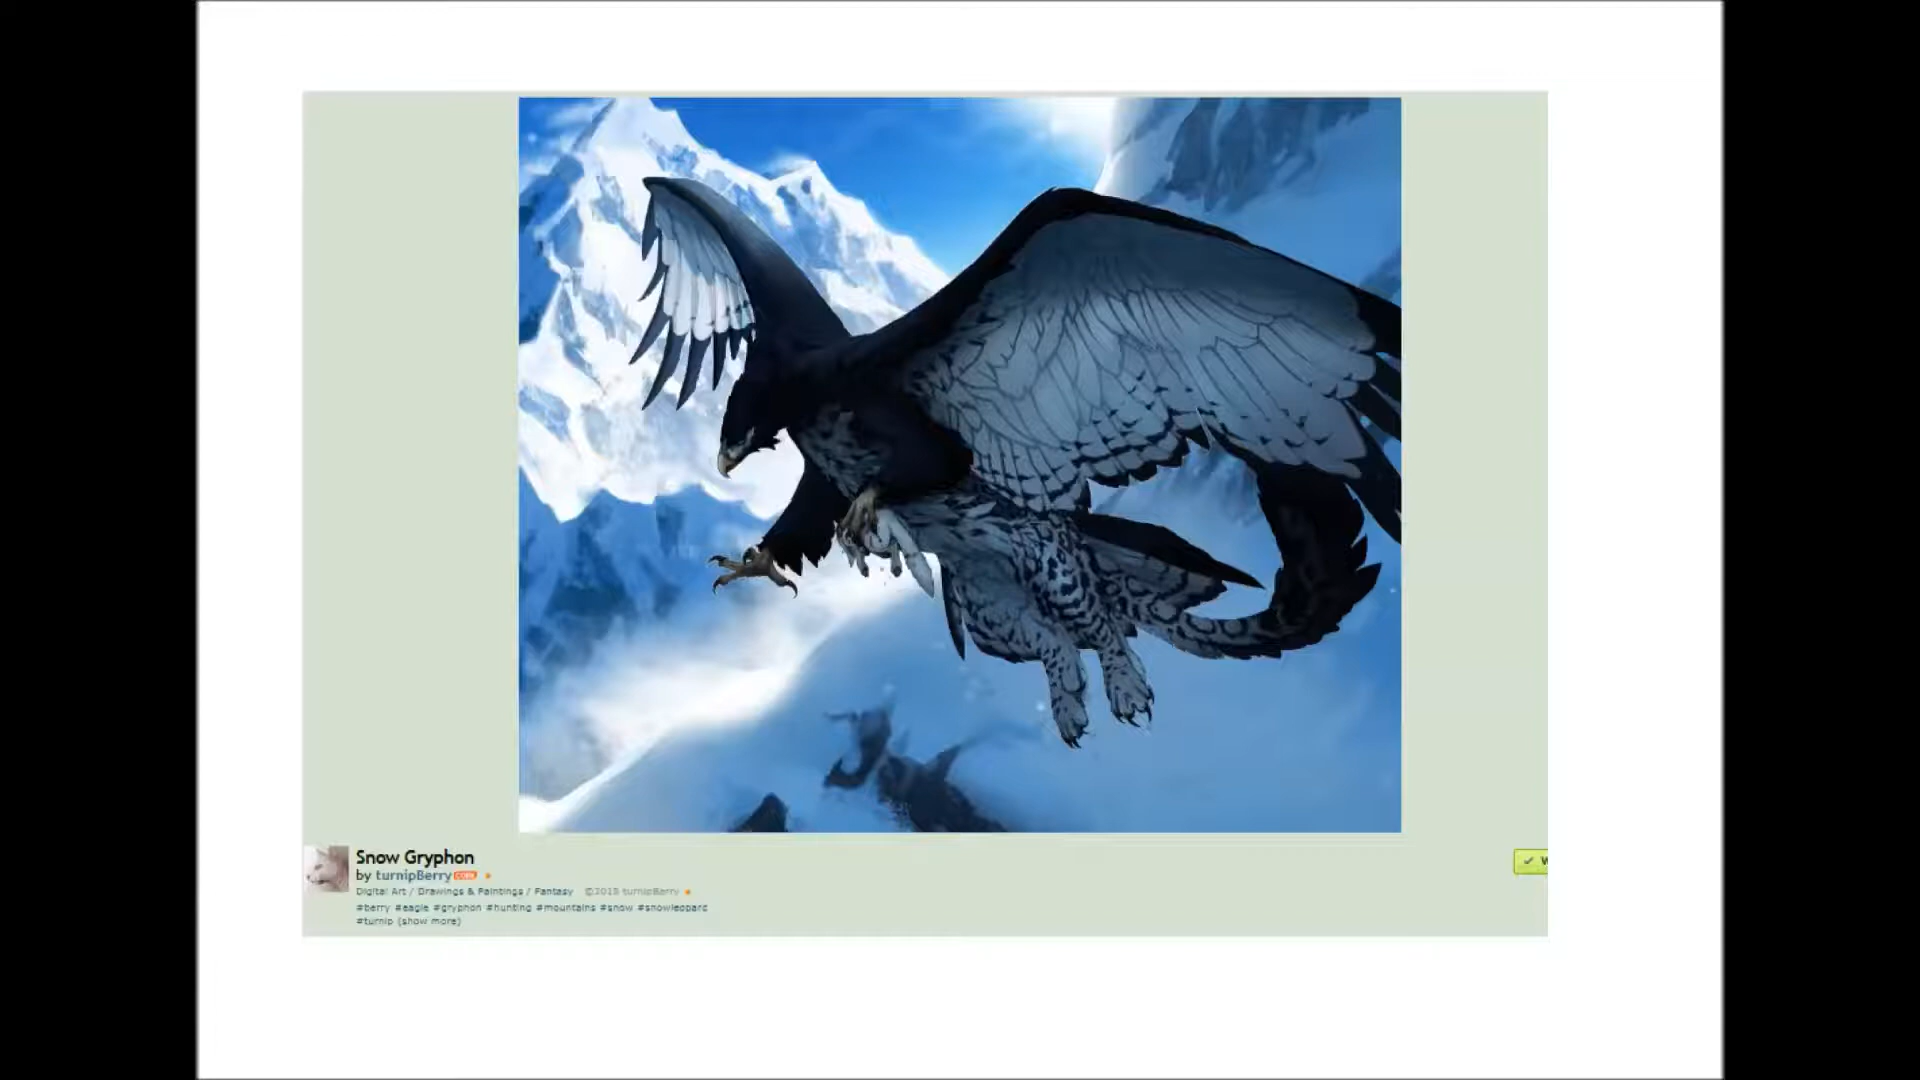 Snow Gryphon
by turnipBerry CORE
Digital Art / Drawings & Paintings / Fantasy ©2015 turnipBerry
#berry #eagle #gryphon #hunting #mountains #snow #snowleopard
#turnip (show more)